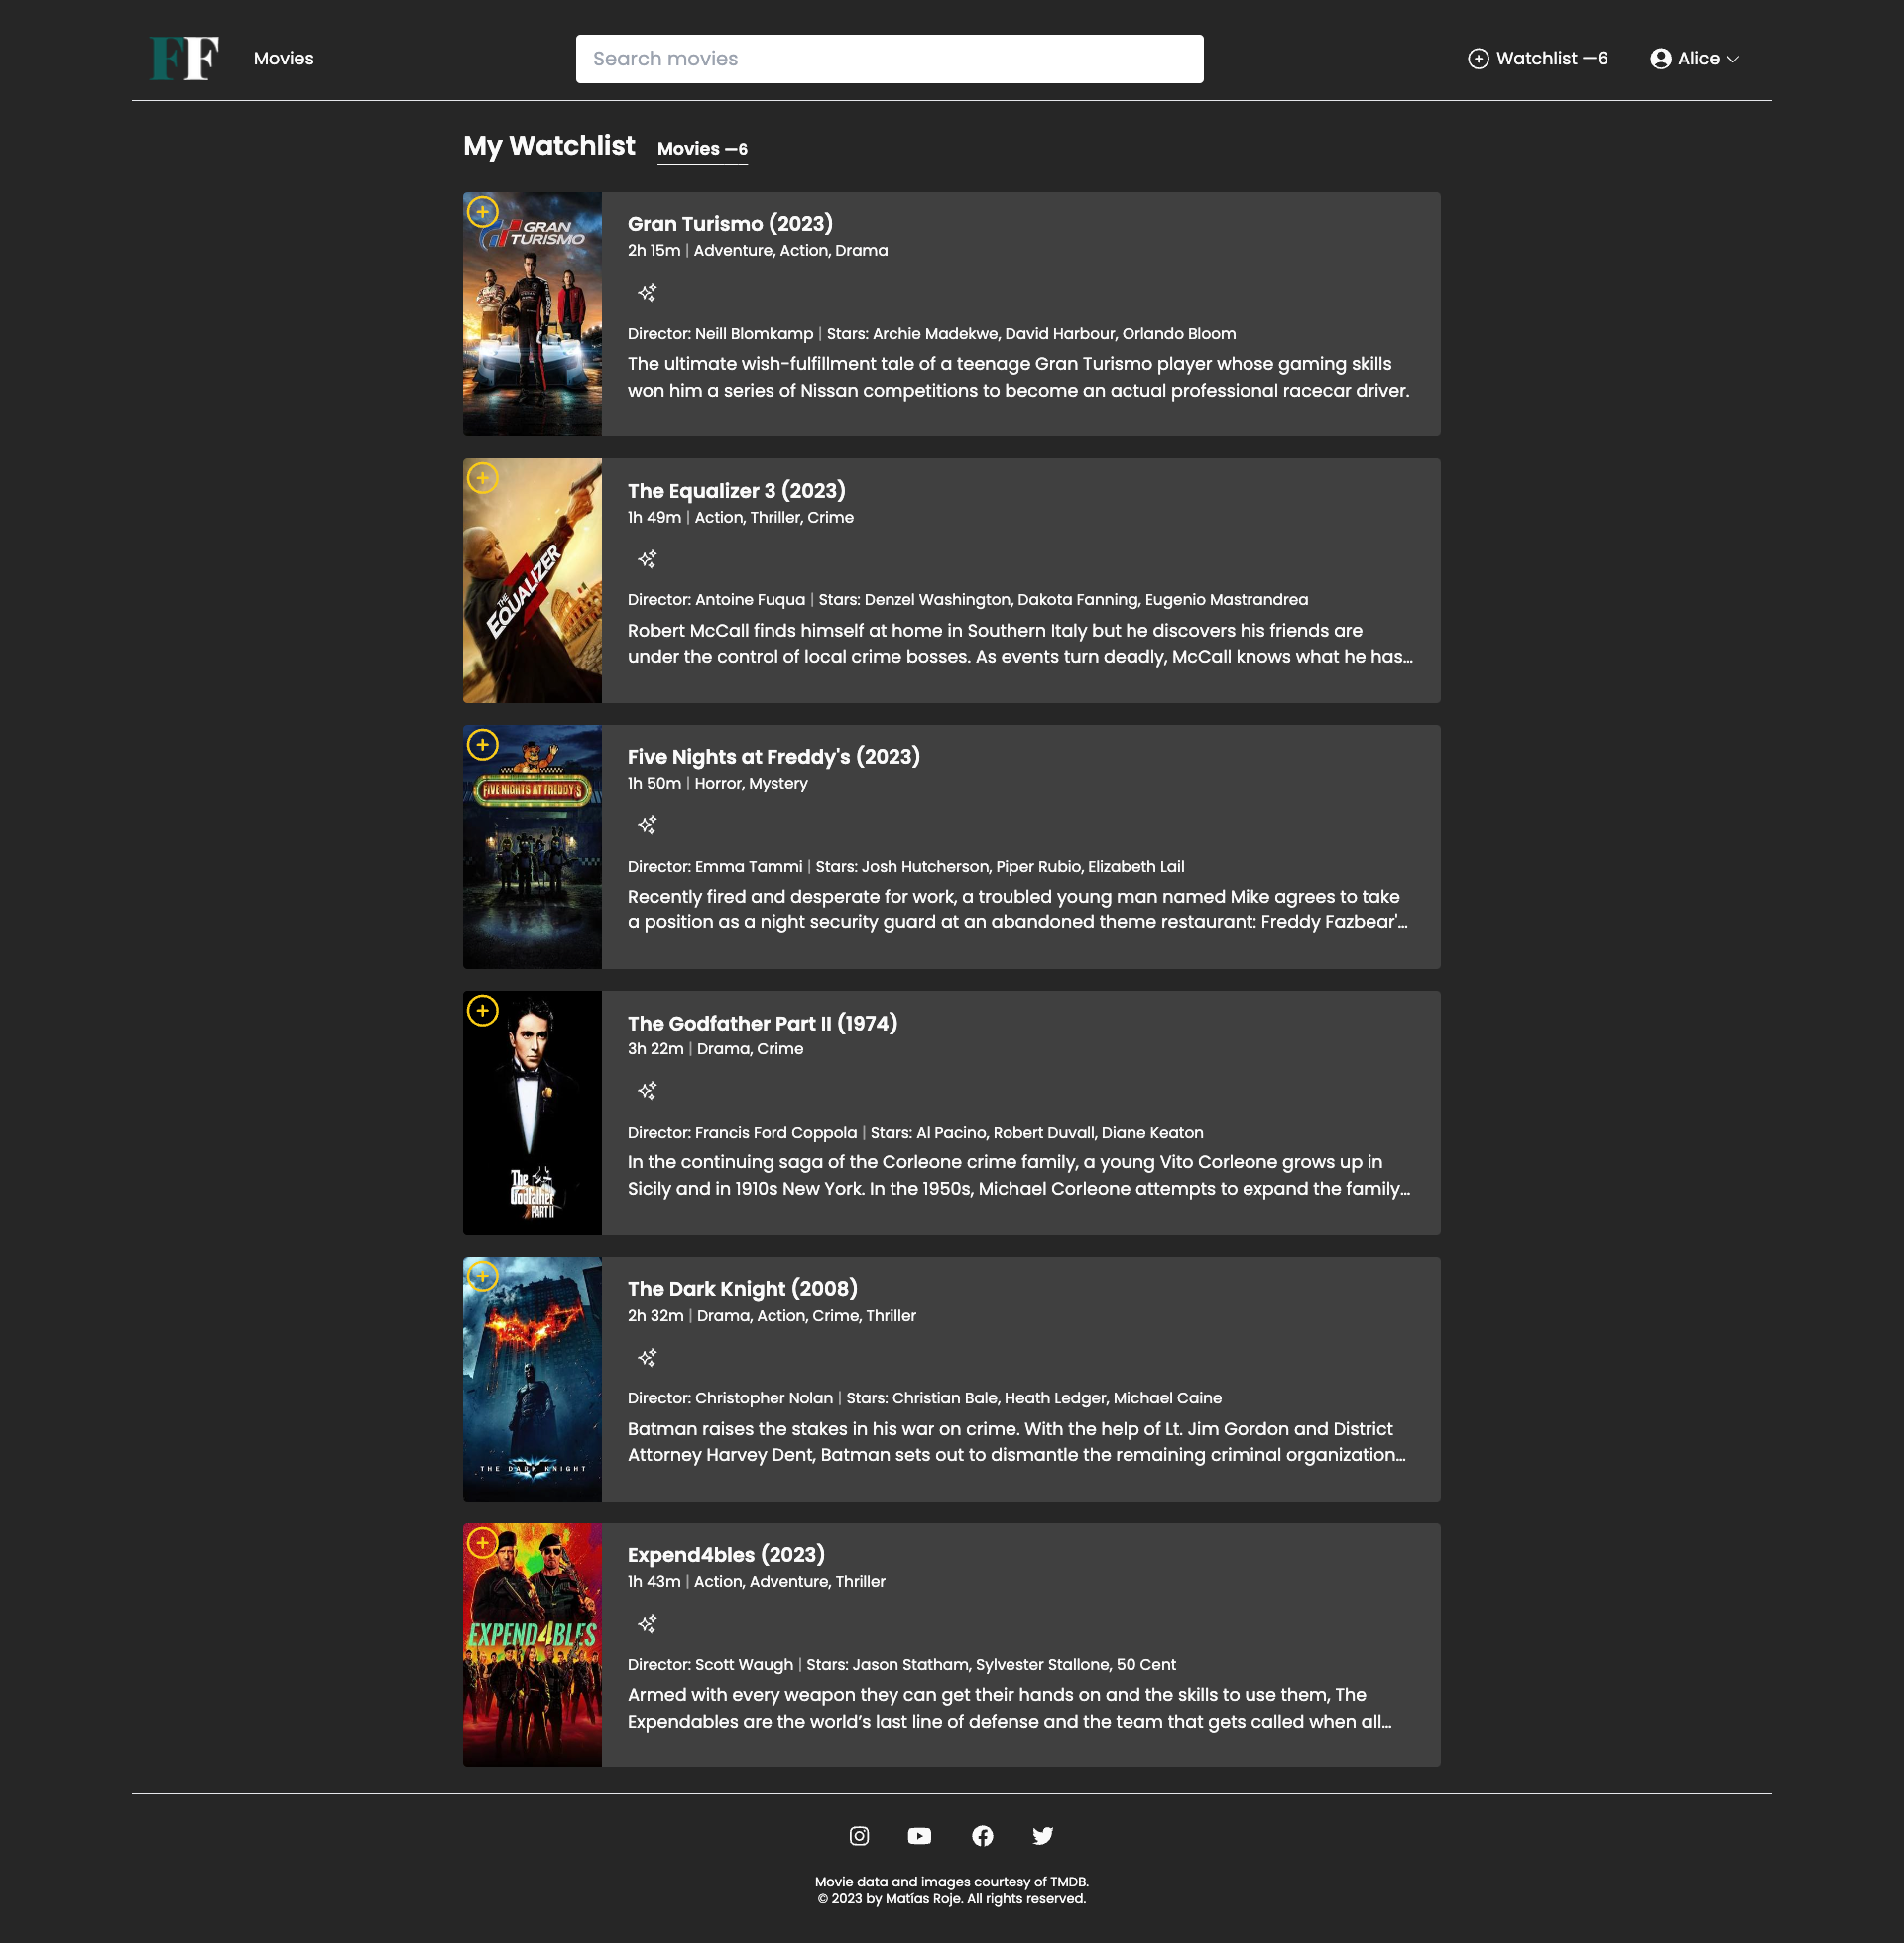 FF
Movies
Search movies
Watchlist —6
Alice
My Watchlist
Movies —6
GRAN
TURISMO
Gran Turismo (2023)
2h 15m | Adventure, Action, Drama
Director: Neill Blomkamp | Stars: Archie Madekwe, David Harbour, Orlando Bloom
The ultimate wish-fulfillment tale of a teenage Gran Turismo player whose gaming skills
won him a series of Nissan competitions to become an actual professional racecar driver.
THE
EQUALIZER
3
The Equalizer 3 (2023)
1h 49m | Action, Thriller, Crime
Director: Antoine Fuqua | Stars: Denzel Washington, Dakota Fanning, Eugenio Mastrandrea
Robert McCall finds himself at home in Southern Italy but he discovers his friends are
under the control of local crime bosses. As events turn deadly, McCall knows what he has...
FIVE NIGHTS AT FREDDY'S
Five Nights at Freddy's (2023)
1h 50m | Horror, Mystery
Director: Emma Tammi | Stars: Josh Hutcherson, Piper Rubio, Elizabeth Lail
Recently fired and desperate for work, a troubled young man named Mike agrees to take
a position as a night security guard at an abandoned theme restaurant: Freddy Fazbear'...
The
Godfather
PART II
The Godfather Part II (1974)
3h 22m | Drama, Crime
Director: Francis Ford Coppola | Stars: Al Pacino, Robert Duvall, Diane Keaton
In the continuing saga of the Corleone crime family, a young Vito Corleone grows up in
Sicily and in 1910s New York. In the 1950s, Michael Corleone attempts to expand the family...
THE DARK KNIGHT
The Dark Knight (2008)
2h 32m | Drama, Action, Crime, Thriller
Director: Christopher Nolan | Stars: Christian Bale, Heath Ledger, Michael Caine
Batman raises the stakes in his war on crime. With the help of Lt. Jim Gordon and District
Attorney Harvey Dent, Batman sets out to dismantle the remaining criminal organization...
EXPEND4BLES
Expend4bles (2023)
1h 43m | Action, Adventure, Thriller
Director: Scott Waugh | Stars: Jason Statham, Sylvester Stallone, 50 Cent
Armed with every weapon they can get their hands on and the skills to use them, The
Expendables are the world’s last line of defense and the team that gets called when all...
Movie data and images courtesy of TMDB.
© 2023 by Matías Roje. All rights reserved.